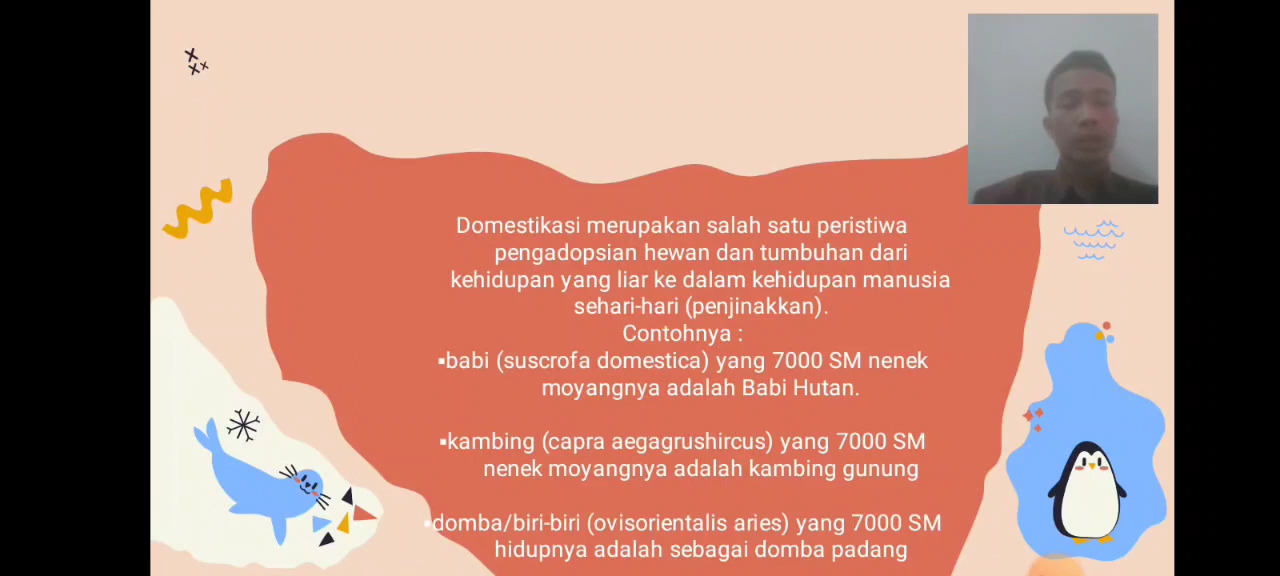 Domestikasi merupakan salah satu peristiwa
pengadopsian hewan dan tumbuhan dari
kehidupan yang liar ke dalam kehidupan manusia
sehari-hari (penjinakkan).
Contohnya :
▪babi (suscrofa domestica) yang 7000 SM nenek
moyangnya adalah Babi Hutan.
▪kambing (capra aegagrushircus) yang 7000 SM
nenek moyangnya adalah kambing gunung
▪domba/biri-biri (ovisorientalis aries) yang 7000 SM
hidupnya adalah sebagai domba padang